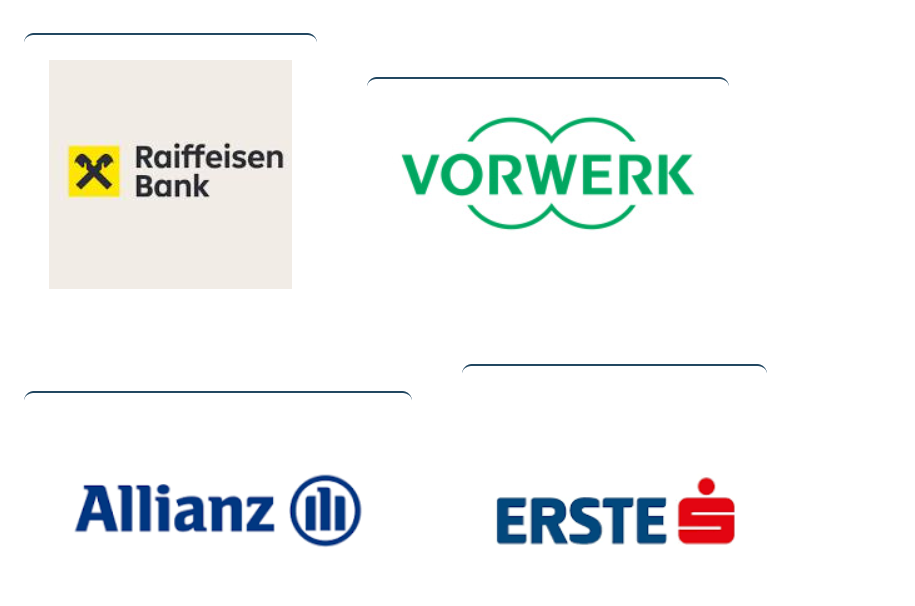 Raiffeisen
Bank
VORWERK
Allianz
ERSTE